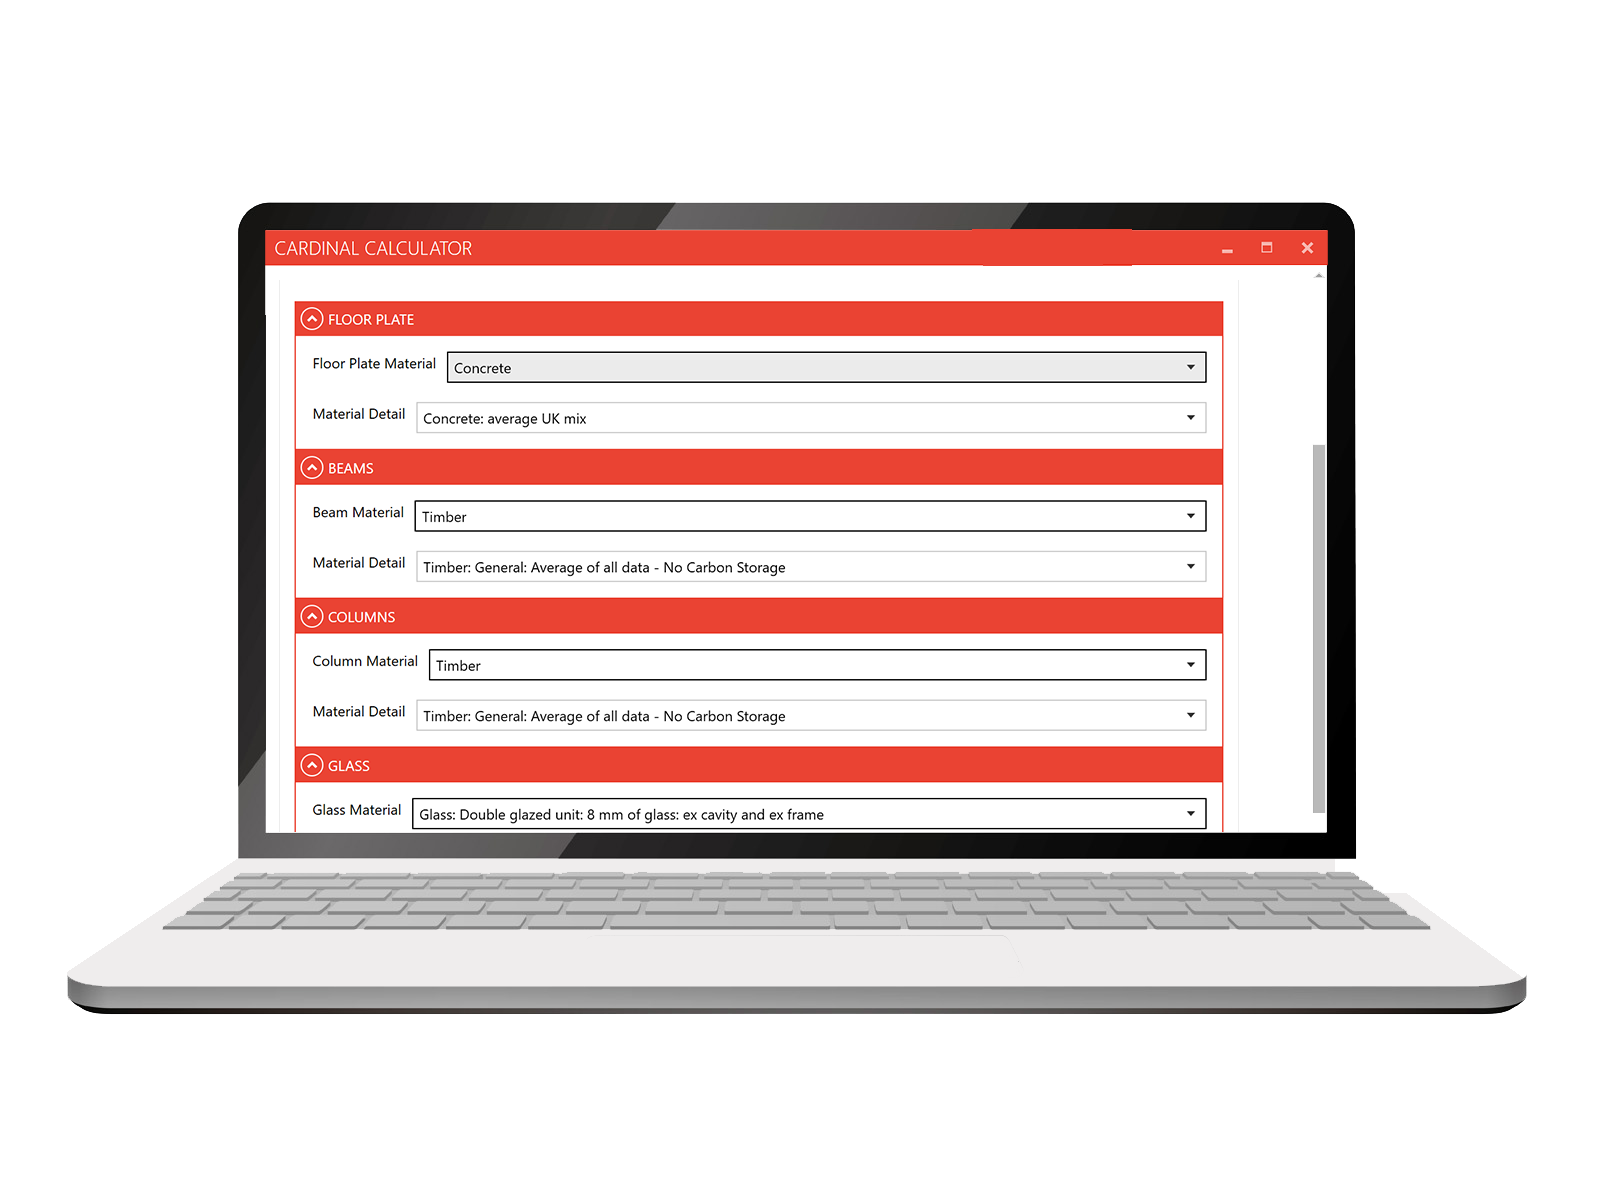 CARDINAL CALCULATOR
FLOOR PLATE
Floor Plate Material Concrete
Material Detail Concrete: average UK mix
BEAMS
Beam Material Timber
Material Detail Timber: General: Average of all data - No Carbon Storage
COLUMNS
Column Material Timber
Material Detail Timber: General: Average of all data - No Carbon Storage
GLASS
Glass Material Glass: Double glazed unit: 8 mm of glass: ex cavity and ex frame